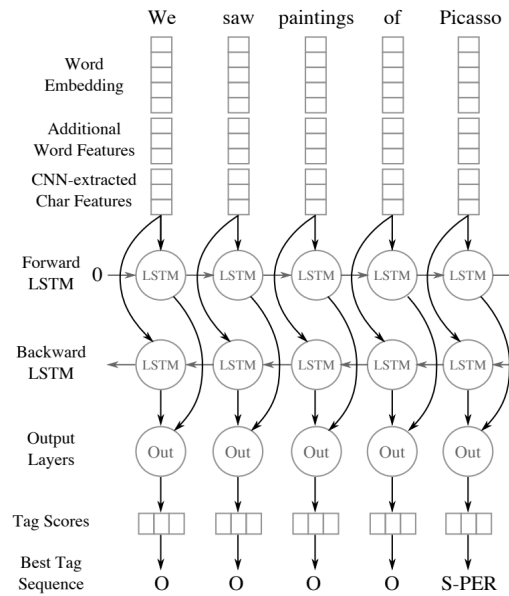 We saw paintings of Picasso
Word
Embedding
Additional
Word Features
CNN-extracted
Char Features
Forward
LSTM
0 LSTM LSTM LSTM LSTM LSTM
Backward
LSTM
LSTM LSTM LSTM LSTM LSTM
Output
Layers
Out Out Out Out Out
Tag Scores
Best Tag
Sequence
O O O O S-PER